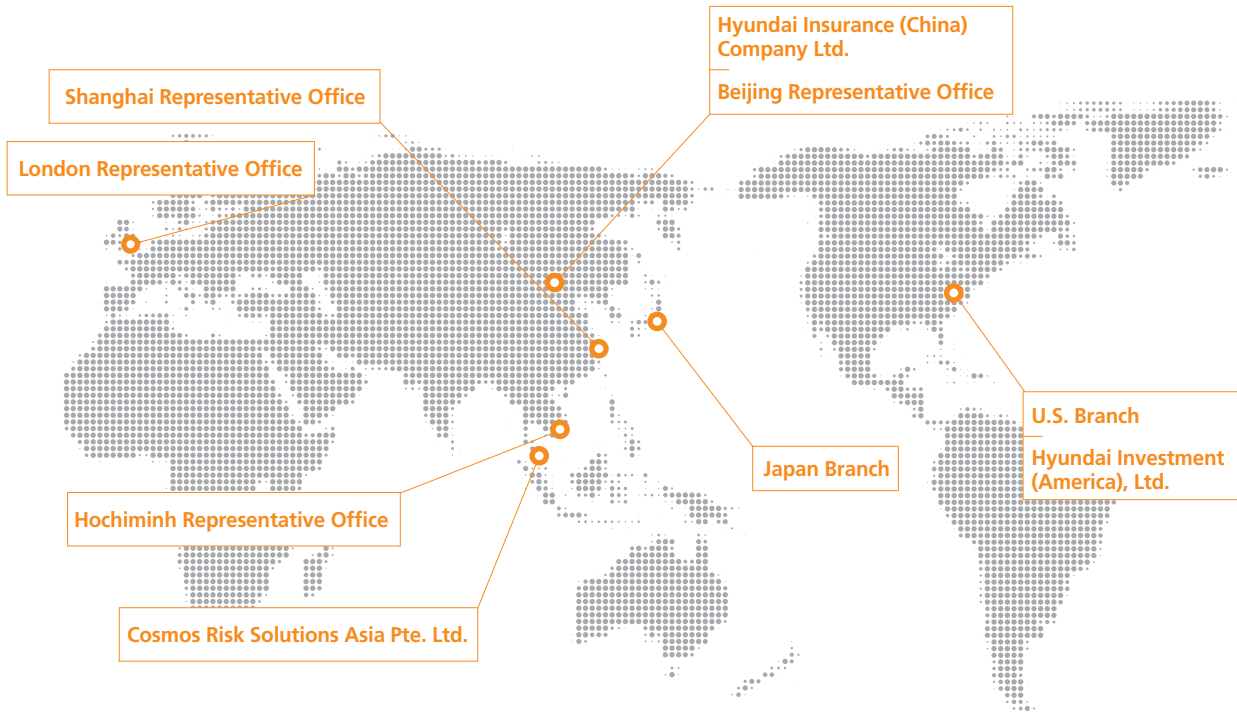 Hyundai Insurance (China)
Company Ltd.
Beijing Representative Office
Shanghai Representative Office
London Representative Office
U.S. Branch
Hyundai Investment
(America), Ltd.
Japan Branch
Hochiminh Representative Office
Cosmos Risk Solutions Asia Pte. Ltd.